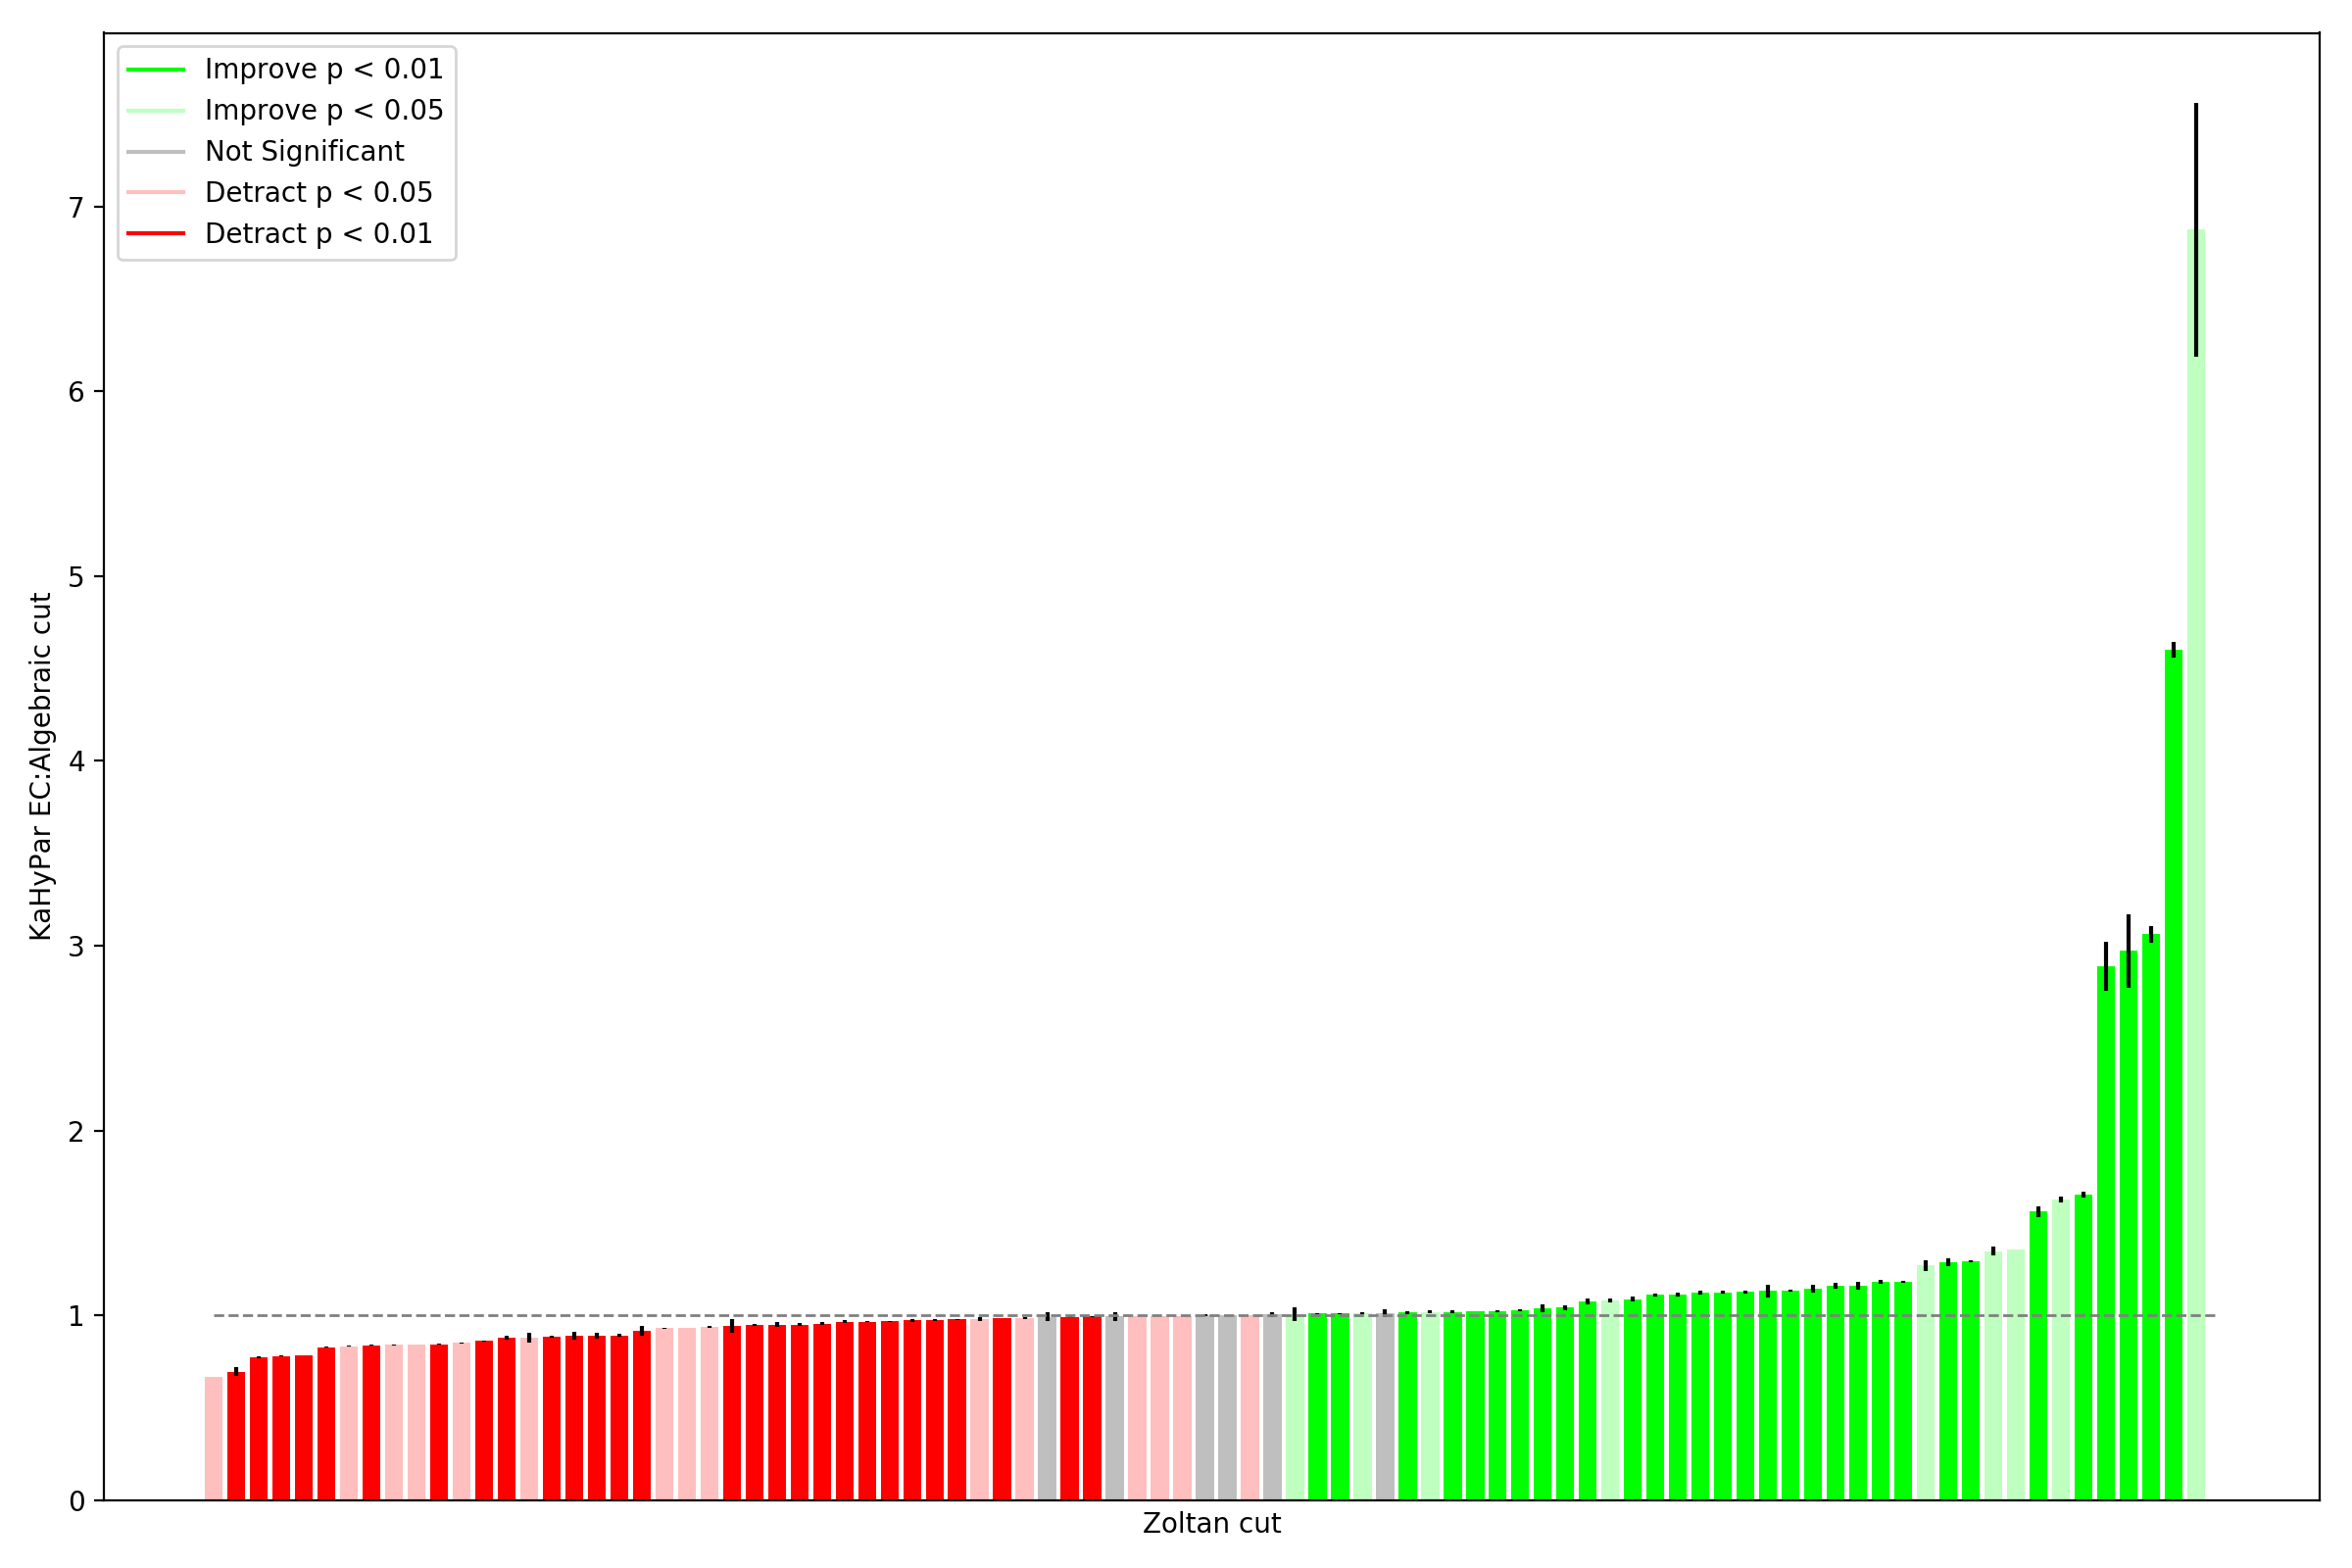 Improve p < 0.01
Improve p < 0.05
Not Significant
Detract p < 0.05
Detract p < 0.01
7
6
5
4
3
2
1
0
KaHyPar EC:Algebraic cut
Zoltan cut